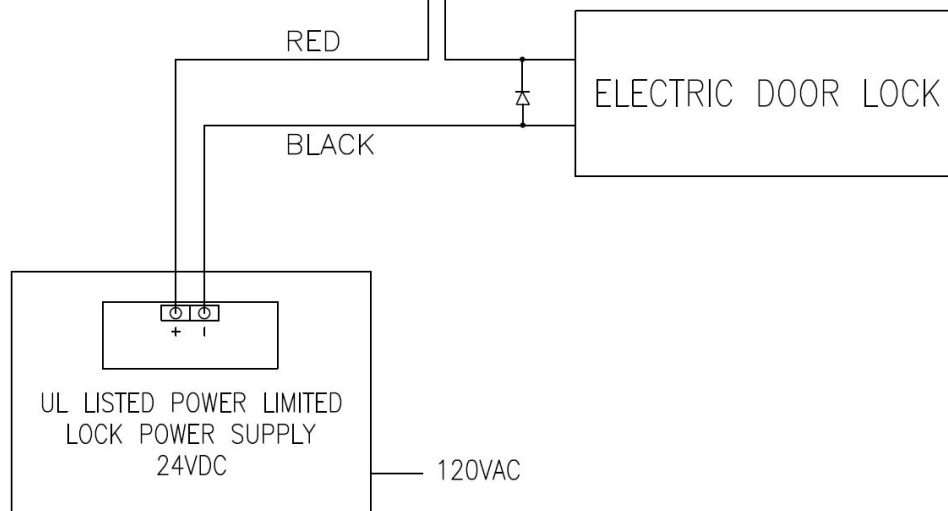 RED
ELECTRIC DOOR LOCK
BLACK
+ −
UL LISTED POWER LIMITED
LOCK POWER SUPPLY
24VDC
120VAC